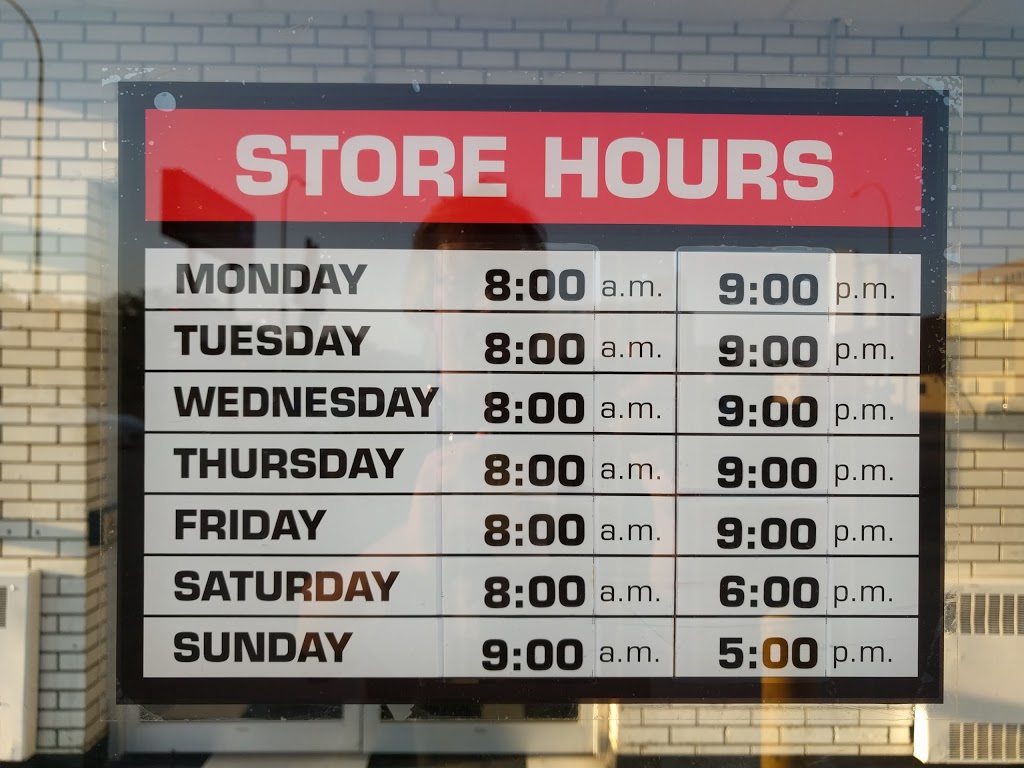 STORE HOURS
MONDAY 8:00 a.m. 9:00 p.m.
TUESDAY 8:00 a.m. 9:00 p.m.
WEDNESDAY 8:00 a.m. 9:00 p.m.
THURSDAY 8:00 a.m. 9:00 p.m.
FRIDAY 8:00 a.m. 9:00 p.m.
SATURDAY 8:00 a.m. 6:00 p.m.
SUNDAY 9:00 a.m. 5:00 p.m.